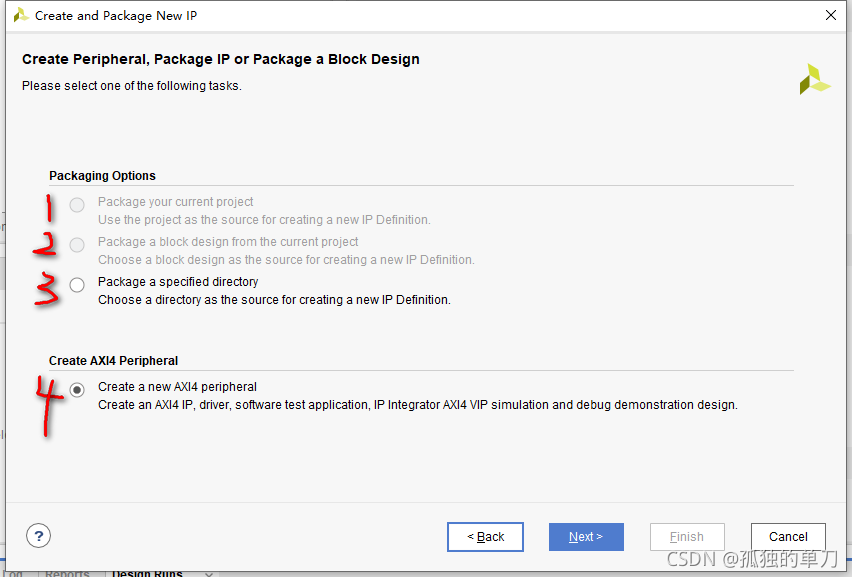 Create and Package New IP
Create Peripheral, Package IP or Package a Block Design
Please select one of the following tasks.
Packaging Options
1
Package your current project
Use the project as the source for creating a new IP Definition.
2
Package a block design from the current project
Choose a block design as the source for creating a new IP Definition.
3
Package a specified directory
Choose a directory as the source for creating a new IP Definition.
Create AXI4 Peripheral
4
Create a new AXI4 peripheral
Create an AXI4 IP, driver, software test application, IP Integrator AXI4 VIP simulation and debug demonstration design.
?
< Back
Next >
Finish
Cancel
CSDN @孤独的单刀
Reports
Design Runs